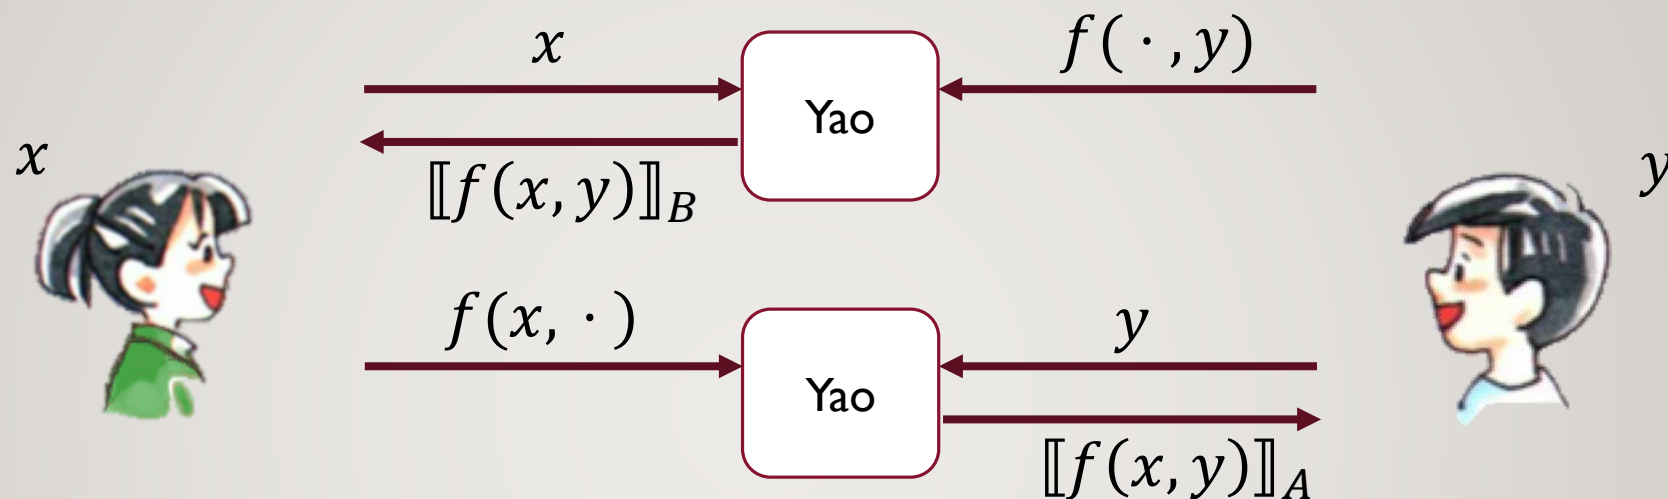 x f( · , y)
Yao
x ⟦f(x, y)⟧_B y
f(x, · ) y
Yao
⟦f(x, y)⟧_A